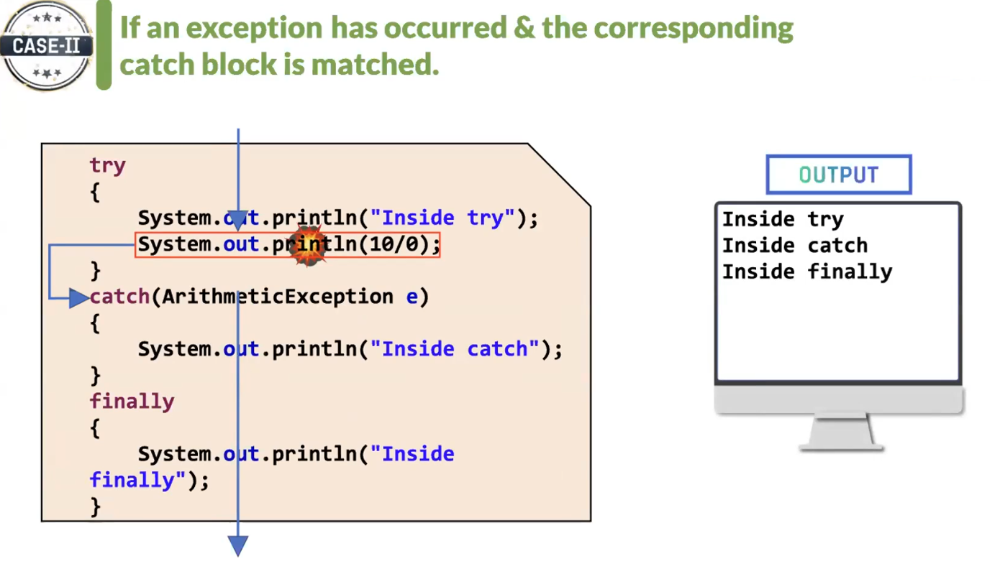 CASE-II
If an exception has occurred & the corresponding
catch block is matched.
try
{
System.out.println("Inside try");
System.out.println(10/0);
}
catch(ArithmeticException e)
{
System.out.println("Inside catch");
}
finally
{
System.out.println("Inside
finally");
}
OUTPUT
Inside try
Inside catch
Inside finally